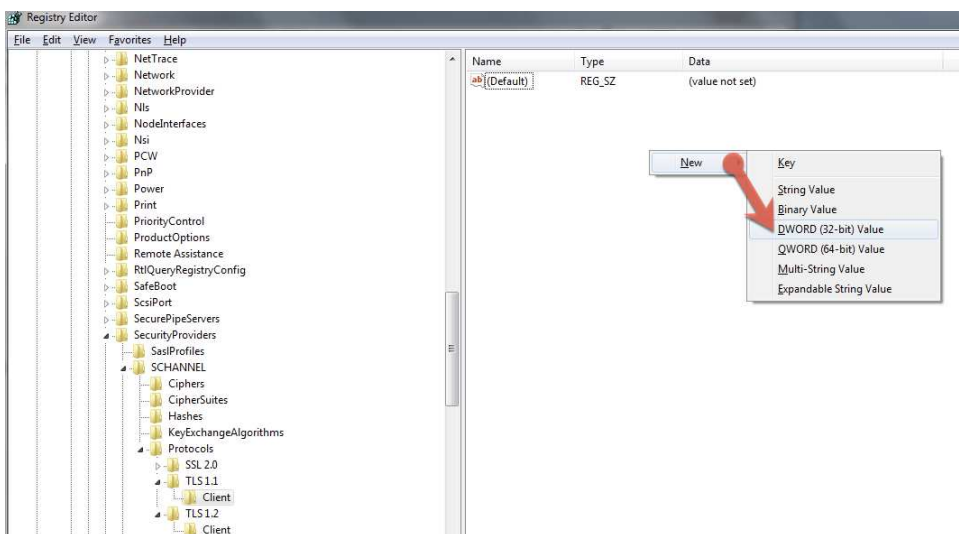 Registry Editor
File Edit View Favorites Help
NetTrace
Network
NetworkProvider
Nls
NodeInterfaces
Nsi
PCW
PnP
Power
Print
PriorityControl
ProductOptions
Remote Assistance
RtlQueryRegistryConfig
SafeBoot
ScsiPort
SecurePipeServers
SecurityProviders
SaslProfiles
SCHANNEL
Ciphers
CipherSuites
Hashes
KeyExchangeAlgorithms
Protocols
SSL 2.0
TLS 1.1
Client
TLS 1.2
Client
Name Type Data
ab (Default) REG_SZ (value not set)
New
Key
String Value
Binary Value
DWORD (32-bit) Value
QWORD (64-bit) Value
Multi-String Value
Expandable String Value